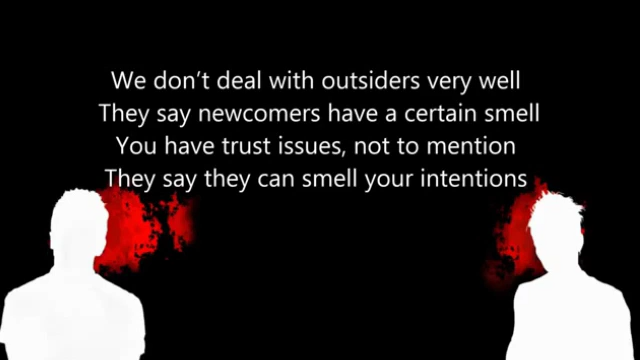 We don’t deal with outsiders very well
They say newcomers have a certain smell
You have trust issues, not to mention
They say they can smell your intentions